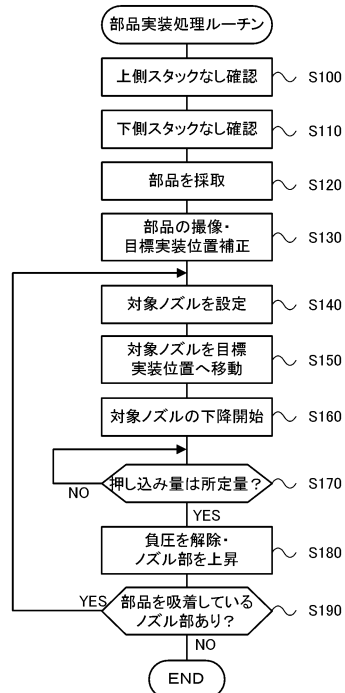 部品実装処理ルーチン
上側スタックなし確認
S100
下側スタックなし確認
S110
部品を採取
S120
部品の撮像・
目標実装位置補正
S130
対象ノズルを設定
S140
対象ノズルを目標
実装位置へ移動
S150
対象ノズルの下降開始
S160
押し込み量は所定量？
S170
NO
YES
負圧を解除・
ノズル部を上昇
S180
YES
部品を吸着している
ノズル部あり？
S190
NO
END